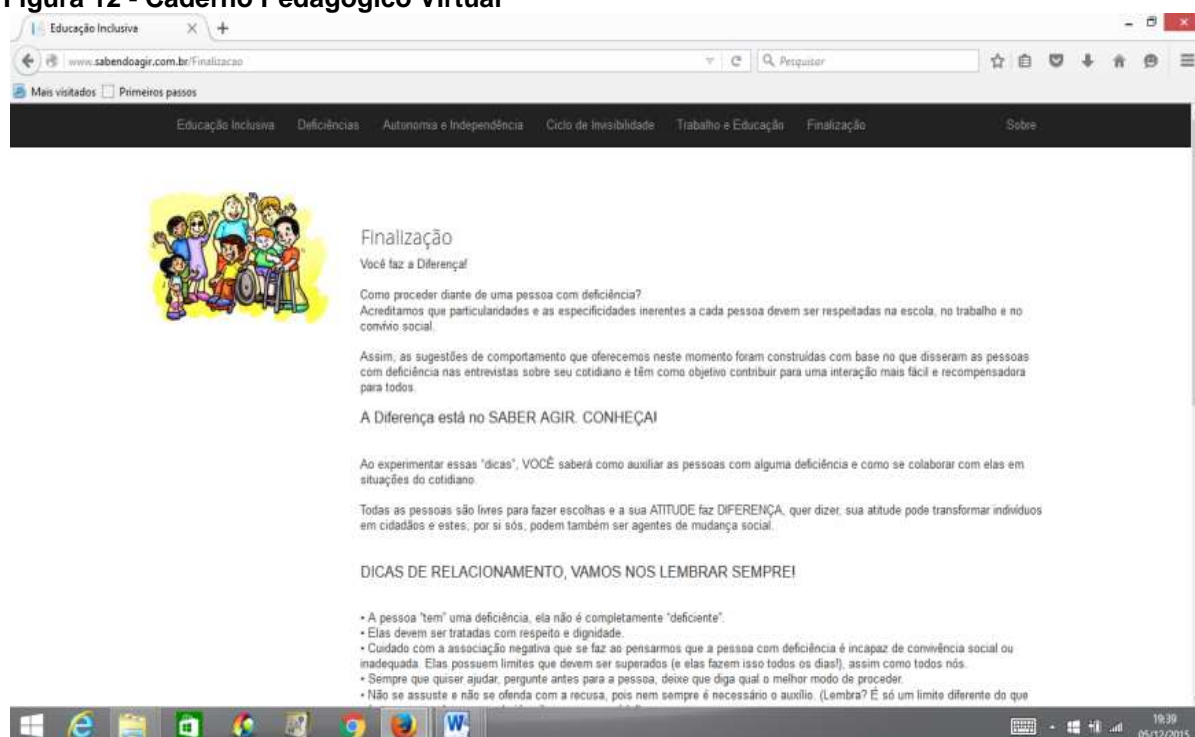 Figura 12 - Caderno Pedagógico Virtual
Educação Inclusiva
www.sabendoagir.com.br/Finalizacao
Pesquisar
Mais visitados Primeiros passos
Educação Inclusiva Deficiências Autonomia e Independência Ciclo de Invisibilidade Trabalho e Educação Finalização Sobre
Finalização
Você faz a Diferença!
Como proceder diante de uma pessoa com deficiência?
Acreditamos que particularidades e as especificidades inerentes a cada pessoa devem ser respeitadas na escola, no trabalho e no
convívio social.
Assim, as sugestões de comportamento que oferecemos neste momento foram construídas com base no que disseram as pessoas
com deficiência nas entrevistas sobre seu cotidiano e têm como objetivo contribuir para uma interação mais fácil e recompensadora
para todos.
A Diferença está no SABER AGIR. CONHEÇA!
Ao experimentar essas "dicas", VOCÊ saberá como auxiliar as pessoas com alguma deficiência e como se colaborar com elas em
situações do cotidiano.
Todas as pessoas são livres para fazer escolhas e a sua ATITUDE faz DIFERENÇA, quer dizer, sua atitude pode transformar indivíduos
em cidadãos e estes, por si sós, podem também ser agentes de mudança social.
DICAS DE RELACIONAMENTO, VAMOS NOS LEMBRAR SEMPRE!
• A pessoa "tem" uma deficiência, ela não é completamente "deficiente".
• Elas devem ser tratadas com respeito e dignidade.
• Cuidado com a associação negativa que se faz ao pensarmos que a pessoa com deficiência é incapaz de convivência social ou
inadequada. Elas possuem limites que devem ser superados (e elas fazem isso todos os dias!), assim como todos nós.
• Sempre que quiser ajudar, pergunte antes para a pessoa, deixe que diga qual o melhor modo de proceder.
• Não se assuste e não se ofenda com a recusa, pois nem sempre é necessário o auxílio. (Lembra? É só um limite diferente do que
19:39
05/12/2015